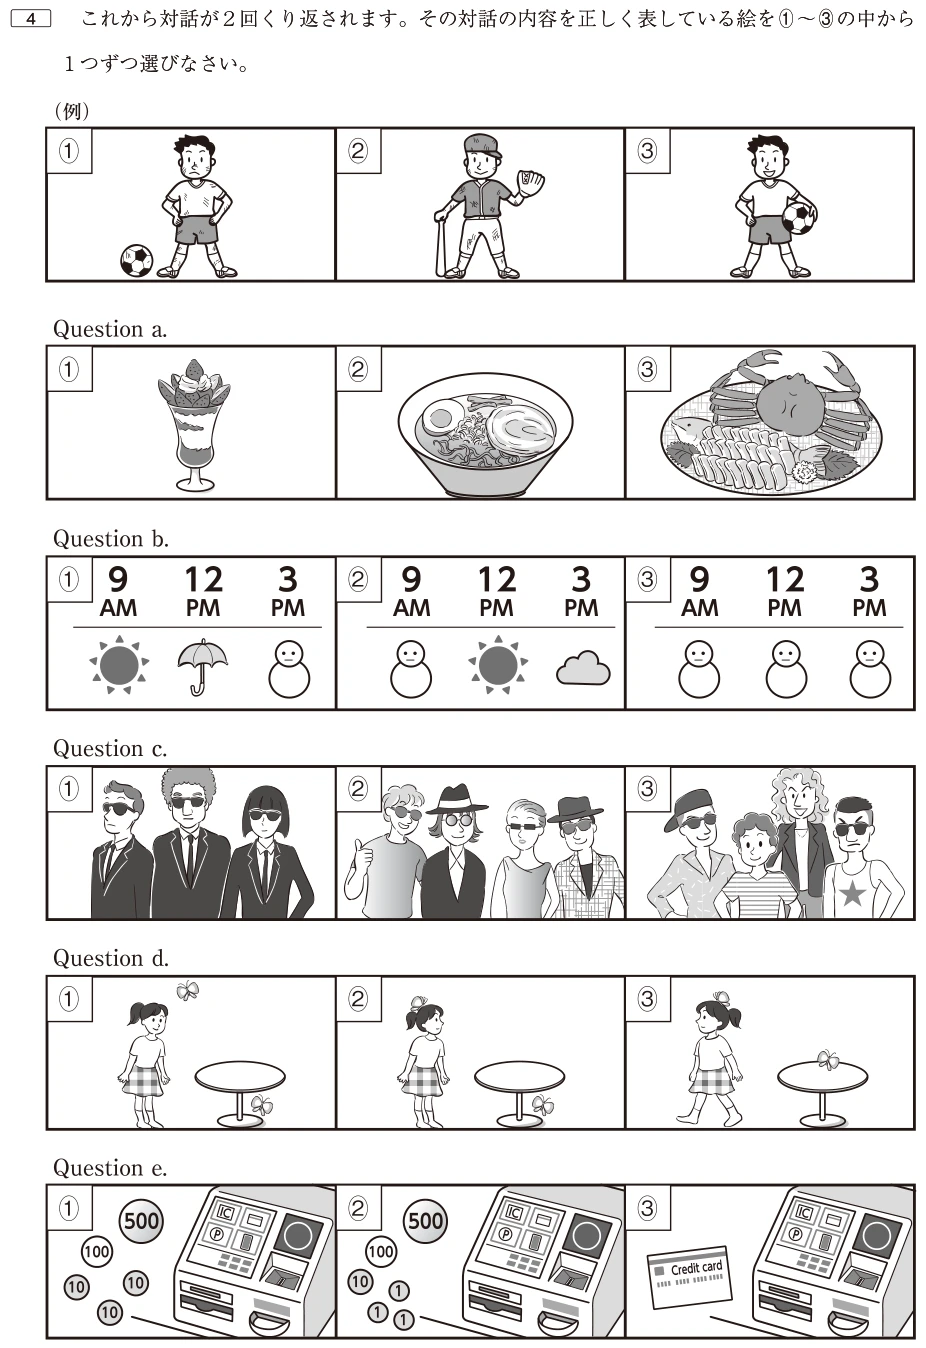 4 これから対話が2回くり返されます。その対話の内容を正しく表している絵を①～③の中から
1つずつ選びなさい。
（例）
① ② ③
Question a.
① ② ③
Question b.
① 9 12 3 ② 9 12 3 ③ 9 12 3
AM PM PM AM PM PM AM PM PM
Question c.
① ② ③
Question d.
① ② ③
Question e.
① 500 IC ② 500 IC ③ IC
100 P 100 P P
10 10 10 1 Credit card
10 1 1